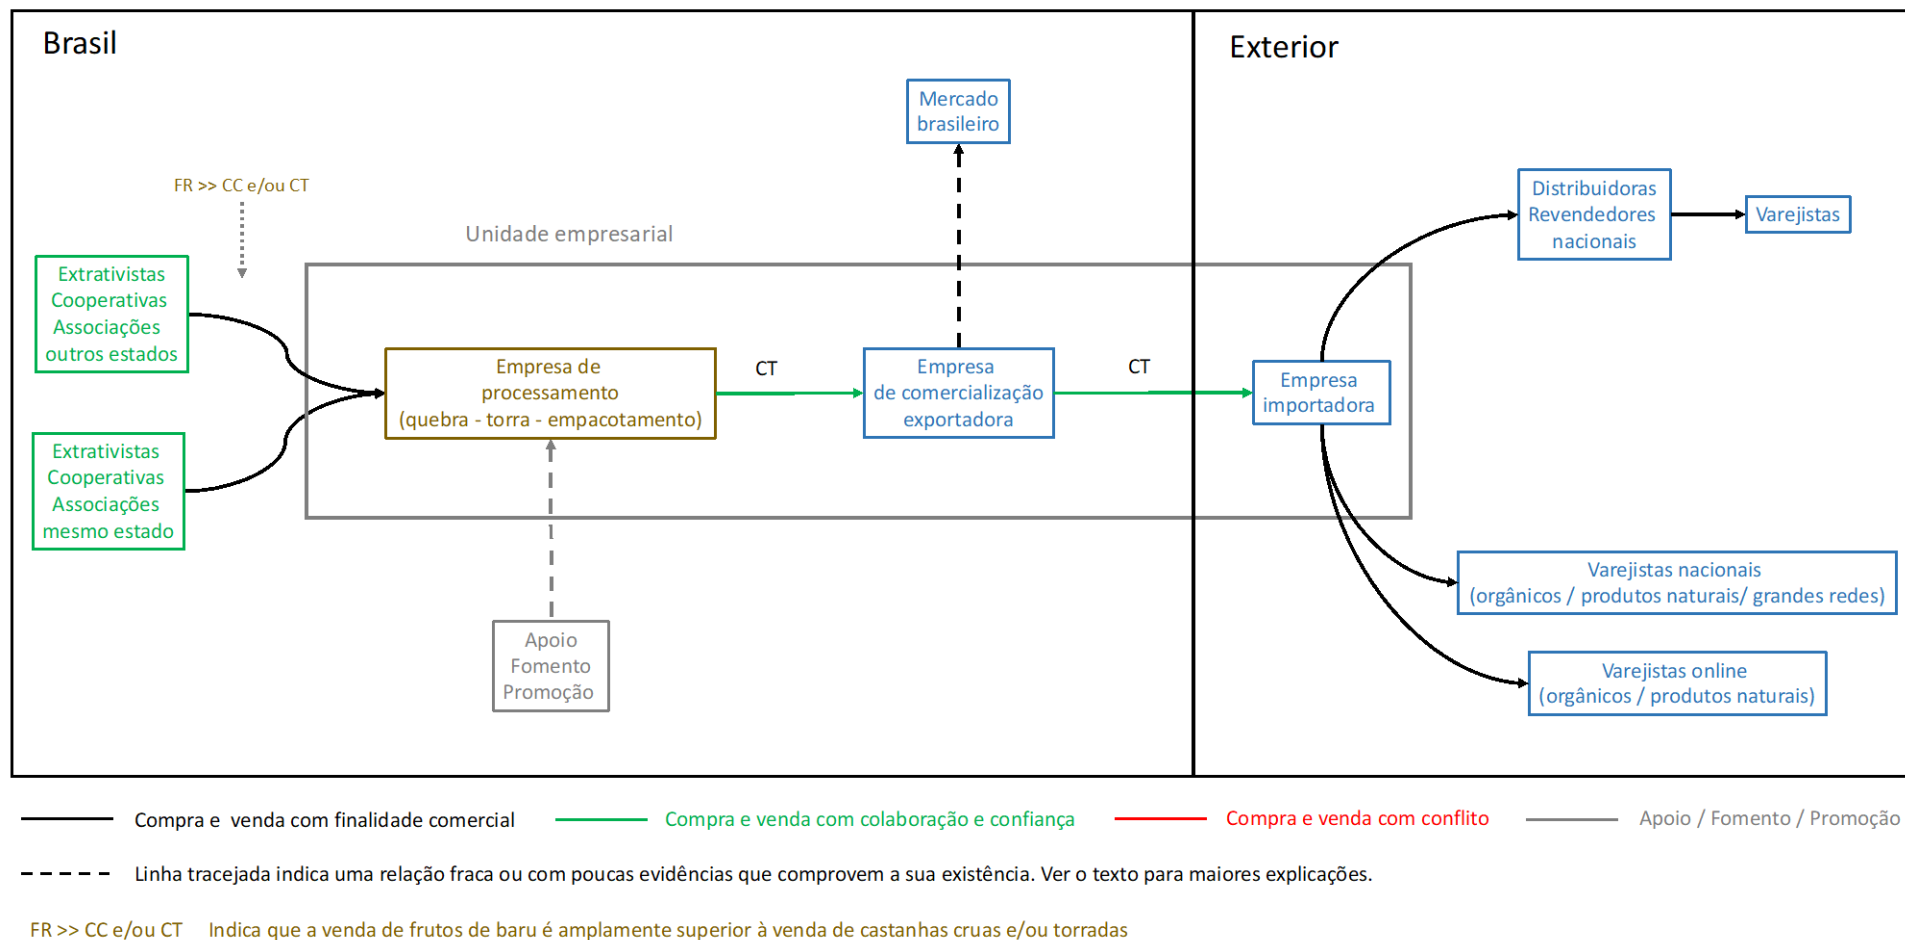 Brasil
Exterior
Mercado
brasileiro
FR >> CC e/ou CT
Distribuidoras
Revendedores
nacionais
Varejistas
Unidade empresarial
Extrativistas
Cooperativas
Associações
outros estados
Empresa de
processamento
(quebra - torra - empacotamento)
CT
Empresa
de comercialização
exportadora
CT
Empresa
importadora
Extrativistas
Cooperativas
Associações
mesmo estado
Apoio
Fomento
Promoção
Varejistas nacionais
(orgânicos / produtos naturais/ grandes redes)
Varejistas online
(orgânicos / produtos naturais)
Compra e venda com finalidade comercial
Compra e venda com colaboração e confiança
Compra e venda com conflito
Apoio / Fomento / Promoção
Linha tracejada indica uma relação fraca ou com poucas evidências que comprovem a sua existência. Ver o texto para maiores explicações.
FR >> CC e/ou CT Indica que a venda de frutos de baru é amplamente superior à venda de castanhas cruas e/ou torradas